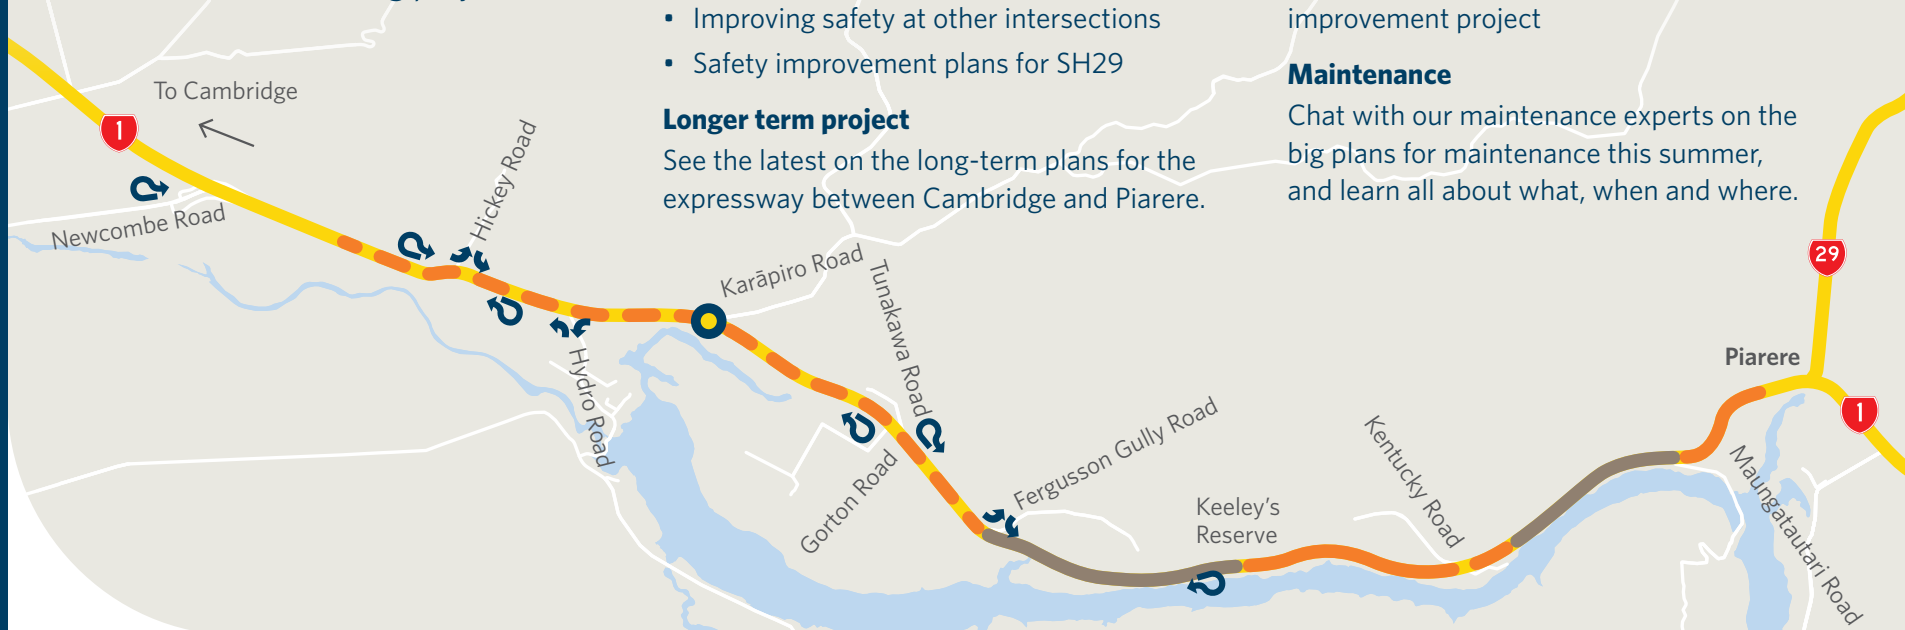 • Improving safety at other intersections
• Safety improvement plans for SH29
Longer term project
See the latest on the long-term plans for the
expressway between Cambridge and Piarere.
improvement project
Maintenance
Chat with our maintenance experts on the
big plans for maintenance this summer,
and learn all about what, when and where.
To Cambridge
1
Newcombe Road
Hickey Road
Karāpiro Road
Tunakawa Road
Hydro Road
Gorton Road
Fergusson Gully Road
Keeley's
Reserve
Kentucky Road
Piarere
29
1
Maungatautari Road